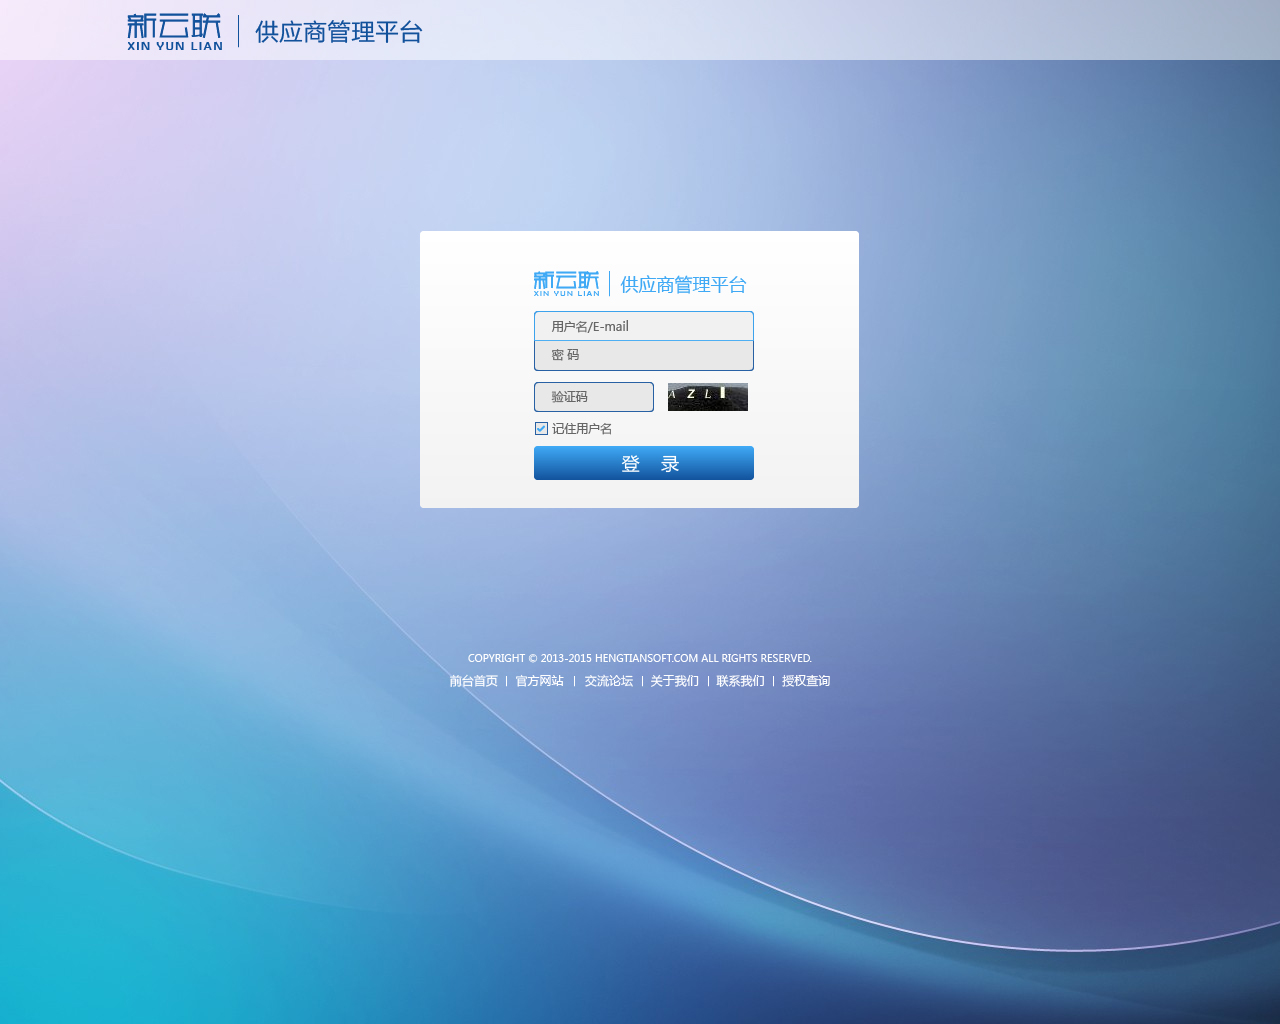 新云联 供应商管理平台
XIN YUN LIAN
新云联 供应商管理平台
XIN YUN LIAN
用户名/E-mail
密 码
验证码 A Z L I
记住用户名
登 录
COPYRIGHT © 2013-2015 HENGTIANSOFT.COM ALL RIGHTS RESERVED.
前台首页 | 官方网站 | 交流论坛 | 关于我们 | 联系我们 | 授权查询